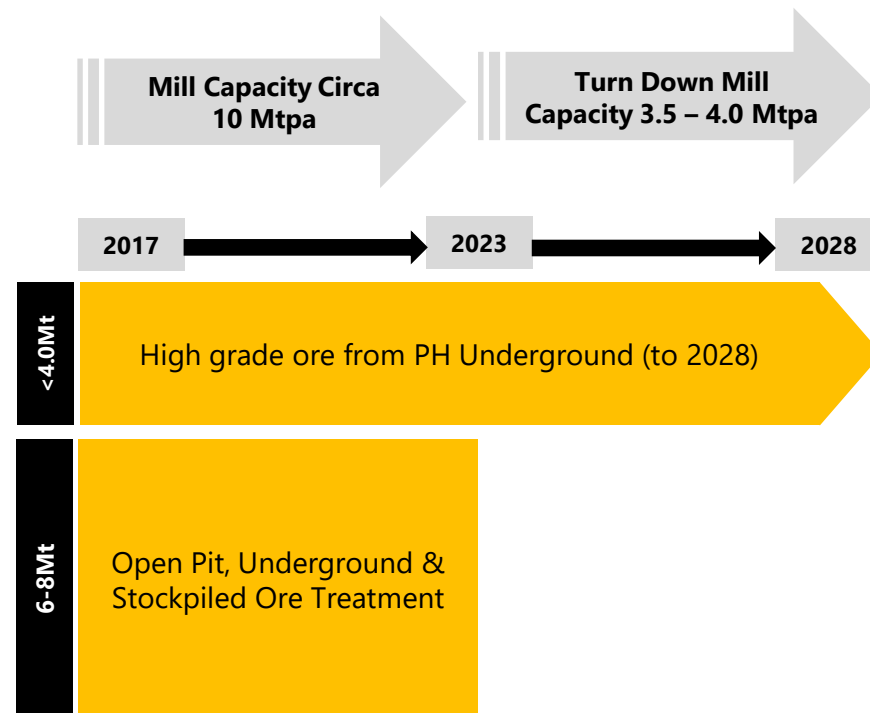 Mill Capacity Circa
10 Mtpa
Turn Down Mill
Capacity 3.5 – 4.0 Mtpa
2017
2023
2028
<4.0Mt
High grade ore from PH Underground (to 2028)
6-8Mt
Open Pit, Underground &
Stockpiled Ore Treatment